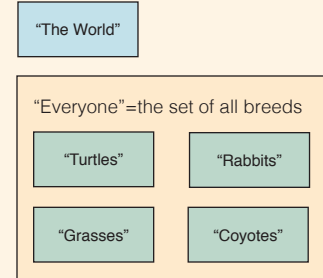 “The World”
“Everyone”=the set of all breeds
“Turtles”
“Rabbits”
“Grasses”
“Coyotes”